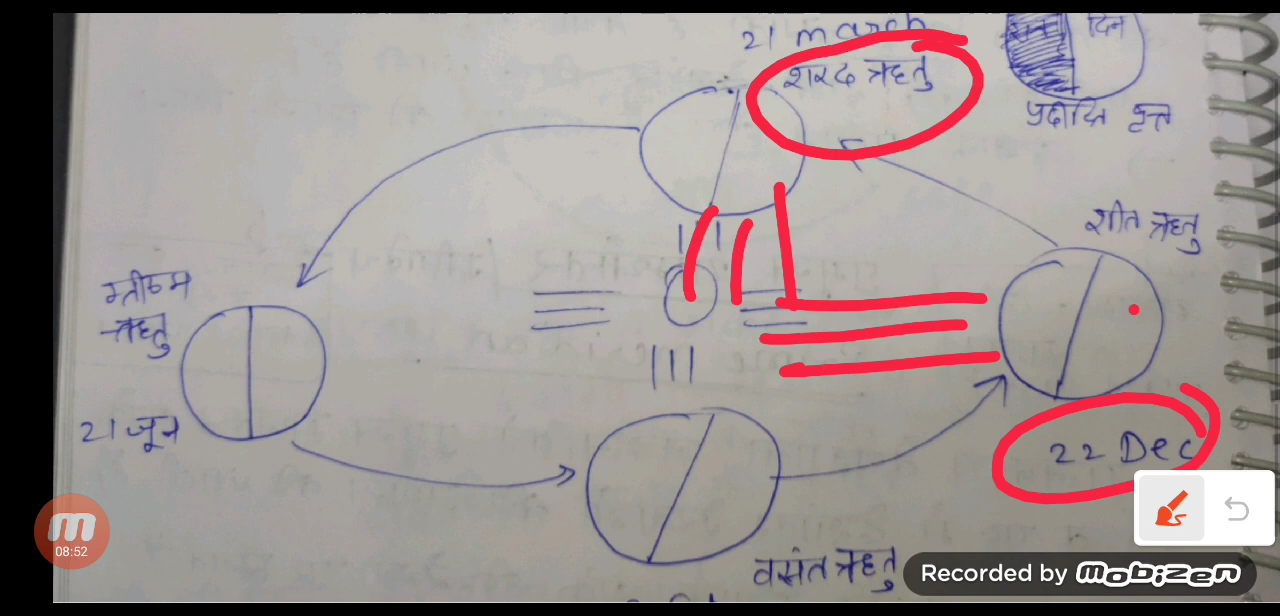 21 march
शरद ऋतु
दिन
प्रदीप्ति वृत्त
शीत ऋतु
ग्रीष्म
ऋतु
21 जून
22 Dec
वसंत ऋतु
08:52
Recorded by mobizen